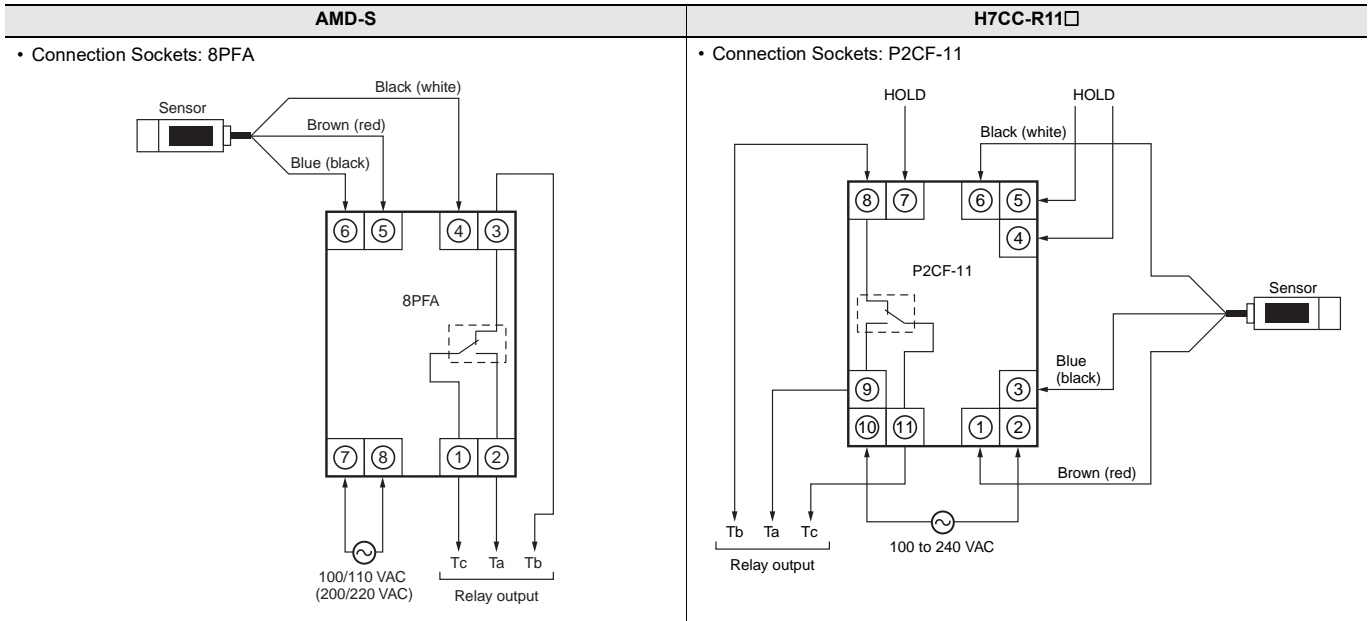 AMD-S
H7CC-R11□
• Connection Sockets: 8PFA
Sensor
Black (white)
Brown (red)
Blue (black)
6 5 4 3
8PFA
7 8 1 2
100/110 VAC
(200/220 VAC)
Tc Ta Tb
Relay output
• Connection Sockets: P2CF-11
HOLD HOLD
Black (white)
8 7 6 5
4
P2CF-11
Sensor
Blue
(black)
9 3
10 11 1 2
Brown (red)
Tb Ta Tc
100 to 240 VAC
Relay output